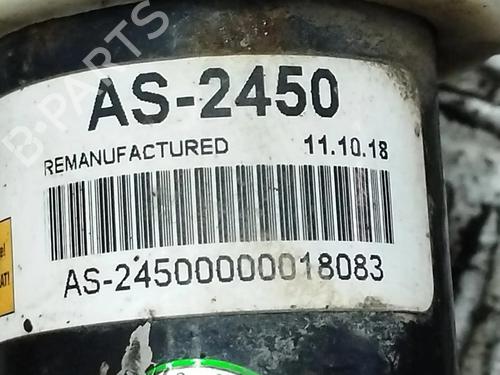 B-PARTS
AS-2450
REMANUFACTURED 11.10.18
AS-24500000018083